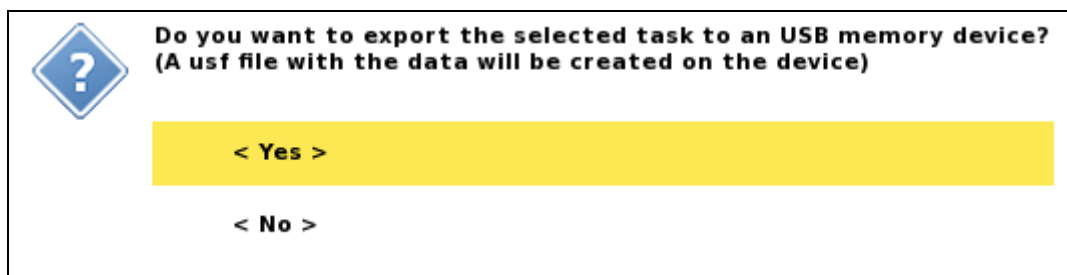 ?
Do you want to export the selected task to an USB memory device?
(A usf file with the data will be created on the device)
< Yes >
< No >